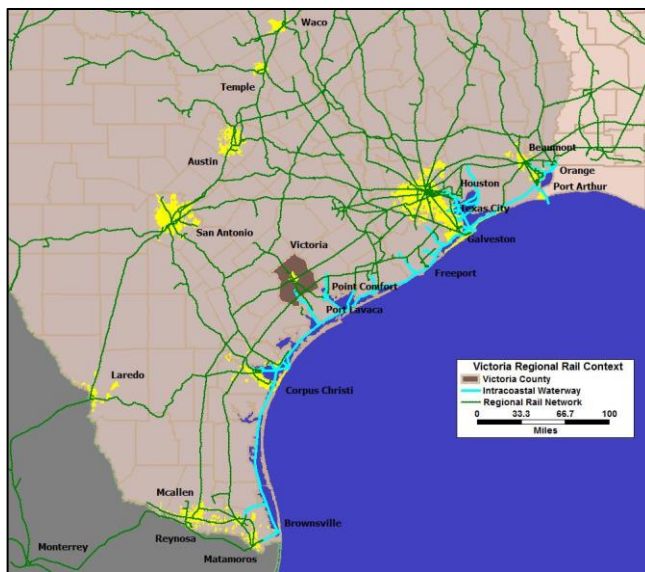 Waco
Temple
Austin
Beaumont
Orange
Port Arthur
Houston
Texas City
Galveston
San Antonio
Victoria
Freeport
Point Comfort
Port Lavaca
Laredo
Corpus Christi
Victoria Regional Rail Context
Victoria County
Intracoastal Waterway
Regional Rail Network
0 33.3 66.7 100
Miles
Mcallen
Brownsville
Reynosa
Monterrey
Matamoros